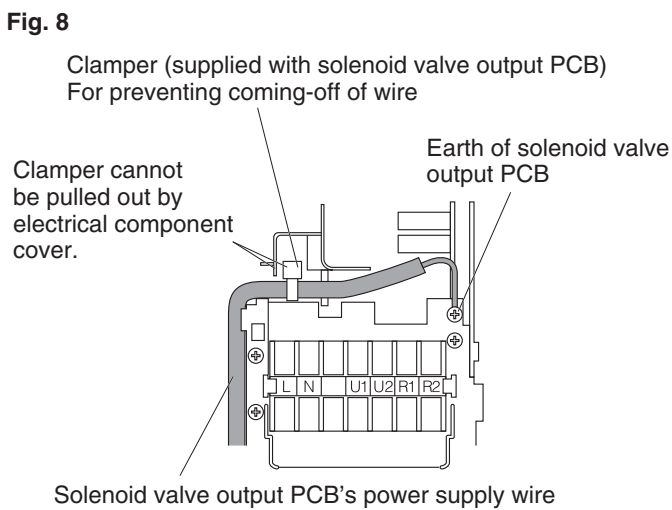 Fig. 8
Clamper (supplied with solenoid valve output PCB)
For preventing coming-off of wire
Clamper cannot
be pulled out by
electrical component
cover.
Earth of solenoid valve
output PCB
L N U1 U2 R1 R2
Solenoid valve output PCB's power supply wire